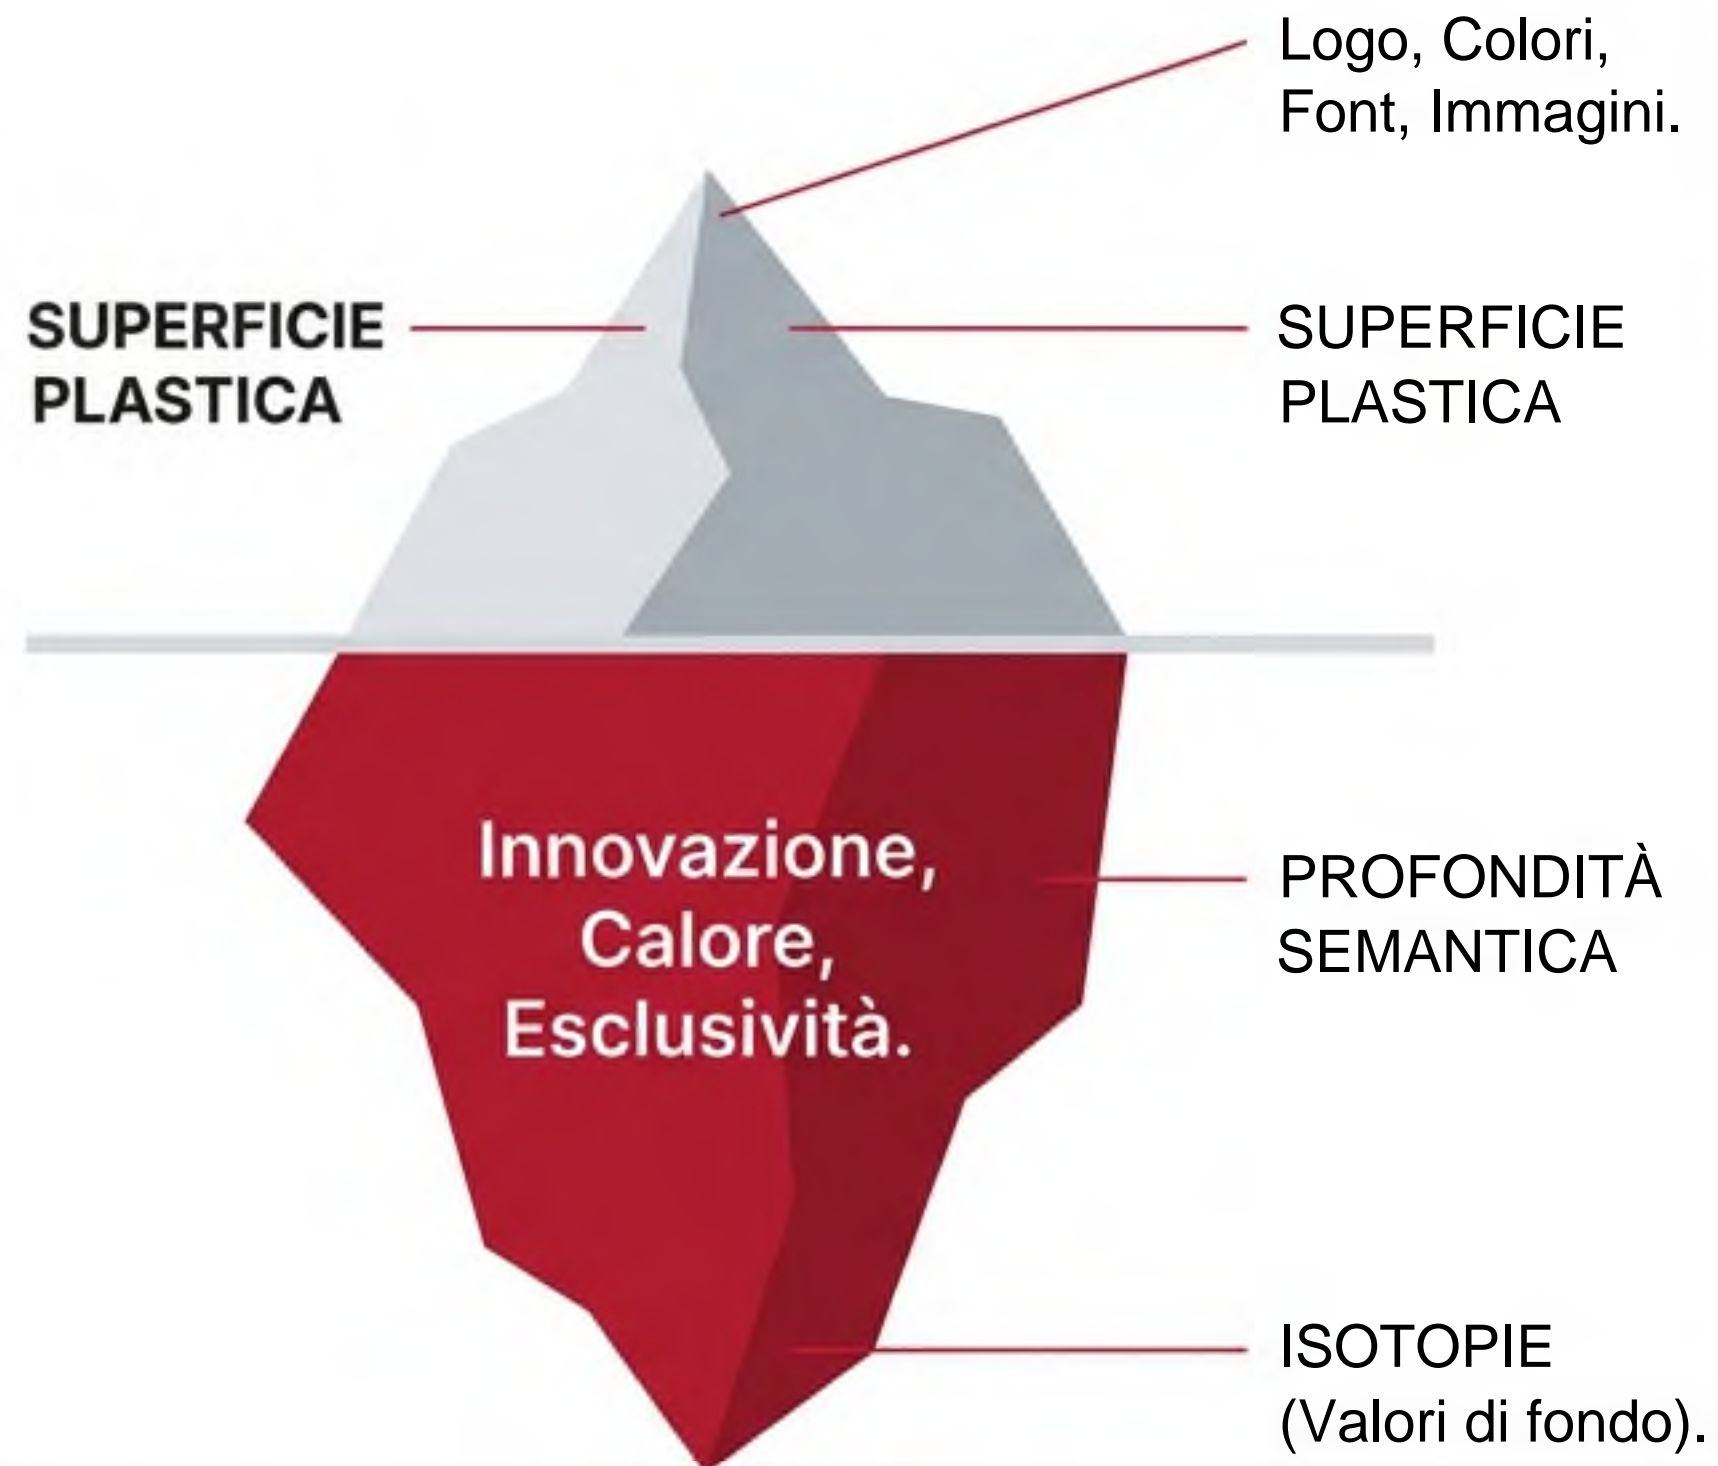 Logo, Colori,
Font, Immagini.
SUPERFICIE
PLASTICA
SUPERFICIE
PLASTICA
Innovazione,
Calore,
Esclusività.
PROFONDITÀ
SEMANTICA
ISOTOPIE
(Valori di fondo).